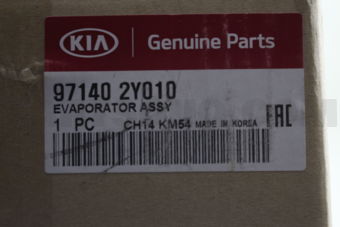 KIA Genuine Parts
97140 2Y010
EVAPORATOR ASSY
1 PC CH14 KM54 MADE IN KOREA
EAC